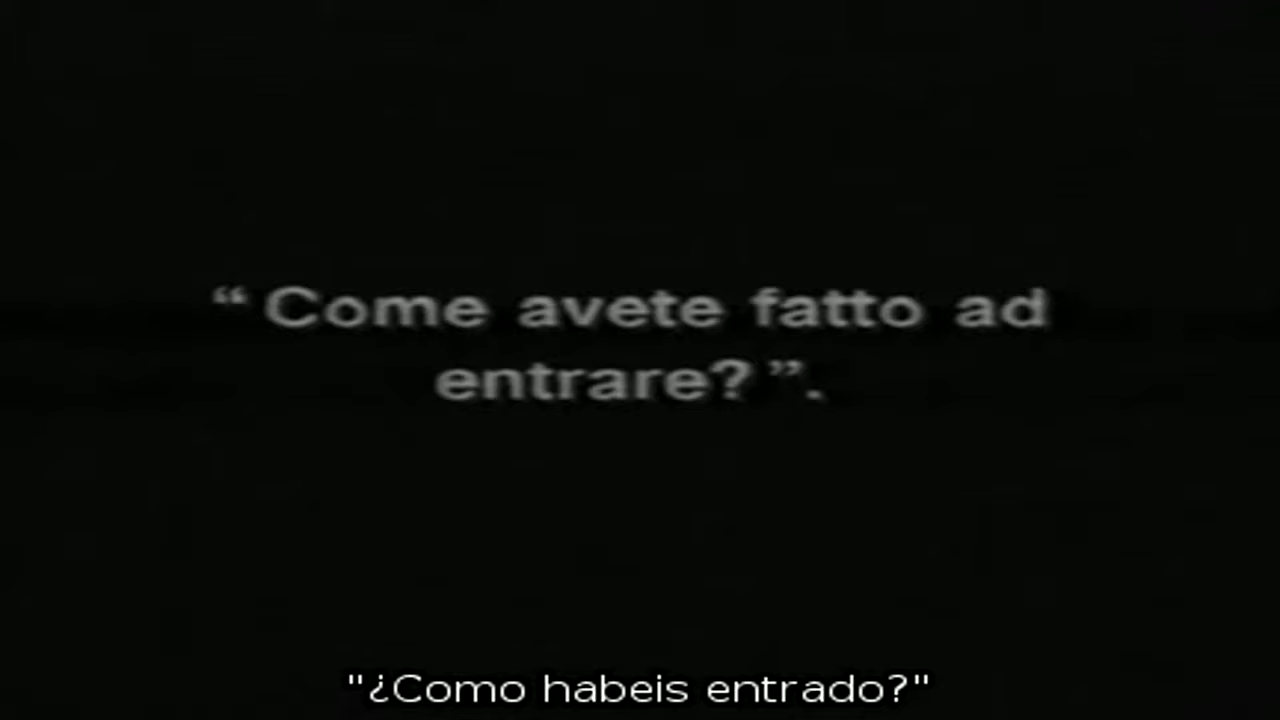 “Come avete fatto ad
entrare?”.
"¿Como habeis entrado?"